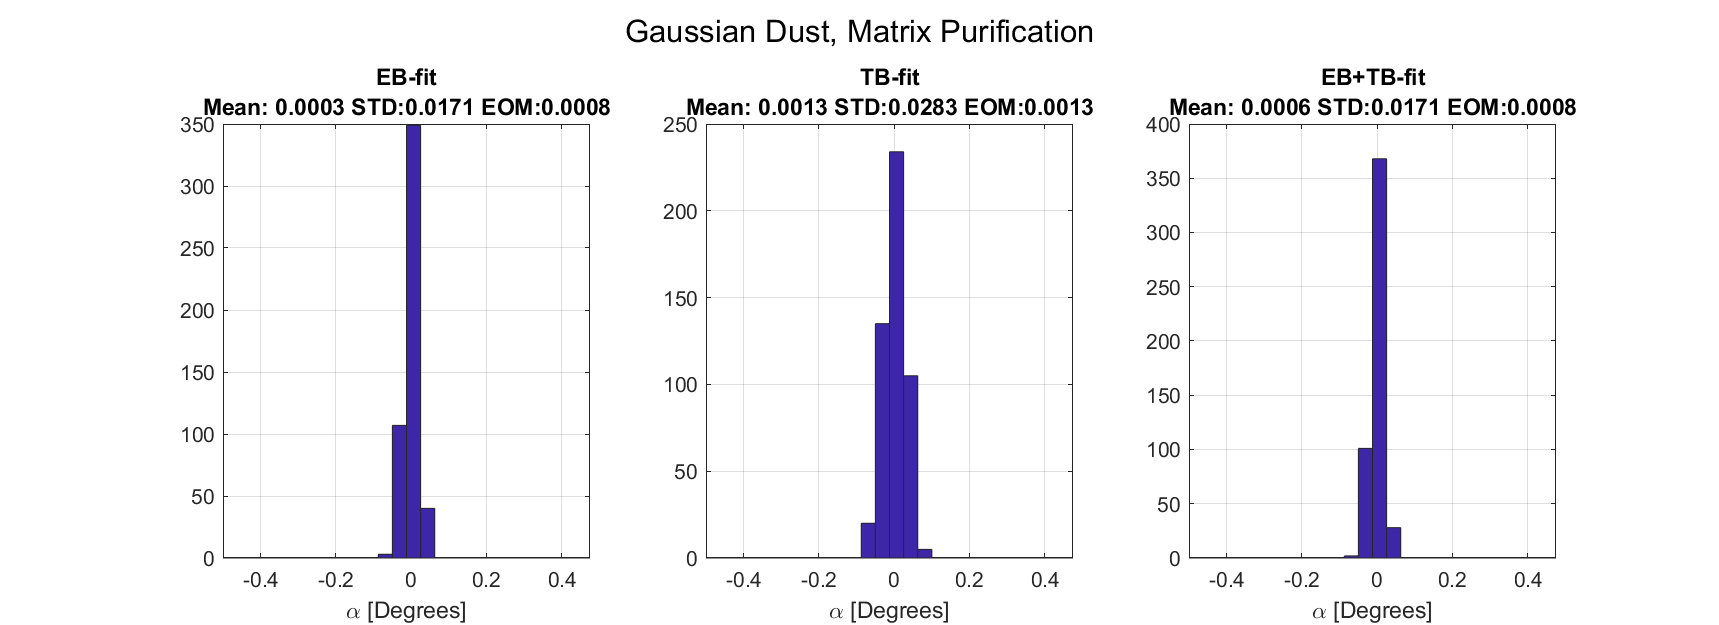 Gaussian Dust, Matrix Purification
EB-fit
Mean: 0.0003 STD:0.0171 EOM:0.0008
350
300
250
200
150
100
50
0
-0.4 -0.2 0 0.2 0.4
α [Degrees]
TB-fit
Mean: 0.0013 STD:0.0283 EOM:0.0013
250
200
150
100
50
0
-0.4 -0.2 0 0.2 0.4
α [Degrees]
EB+TB-fit
Mean: 0.0006 STD:0.0171 EOM:0.0008
400
350
300
250
200
150
100
50
0
-0.4 -0.2 0 0.2 0.4
α [Degrees]